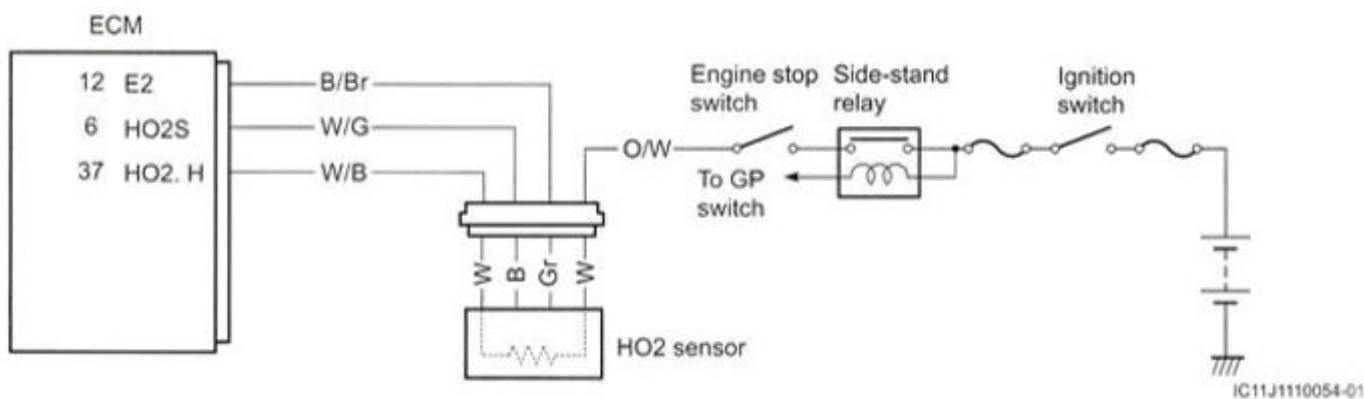 ECM
12 E2
6 HO2S
37 HO2. H
B/Br
W/G
W/B
O/W
Engine stop
switch
Side-stand
relay
Ignition
switch
To GP
switch
W
B
Gr
W
HO2 sensor
IC11J1110054-01